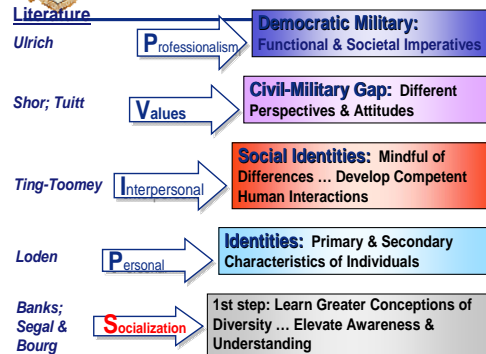 Literature
Ulrich
Professionalism
Democratic Military:
Functional & Societal Imperatives
Shor; Tuitt
Values
Civil-Military Gap: Different
Perspectives & Attitudes
Ting-Toomey
Interpersonal
Social Identities: Mindful of
Differences … Develop Competent
Human Interactions
Loden
Personal
Identities: Primary & Secondary
Characteristics of Individuals
Banks;
Segal &
Bourg
Socialization
1st step: Learn Greater Conceptions of
Diversity … Elevate Awareness &
Understanding